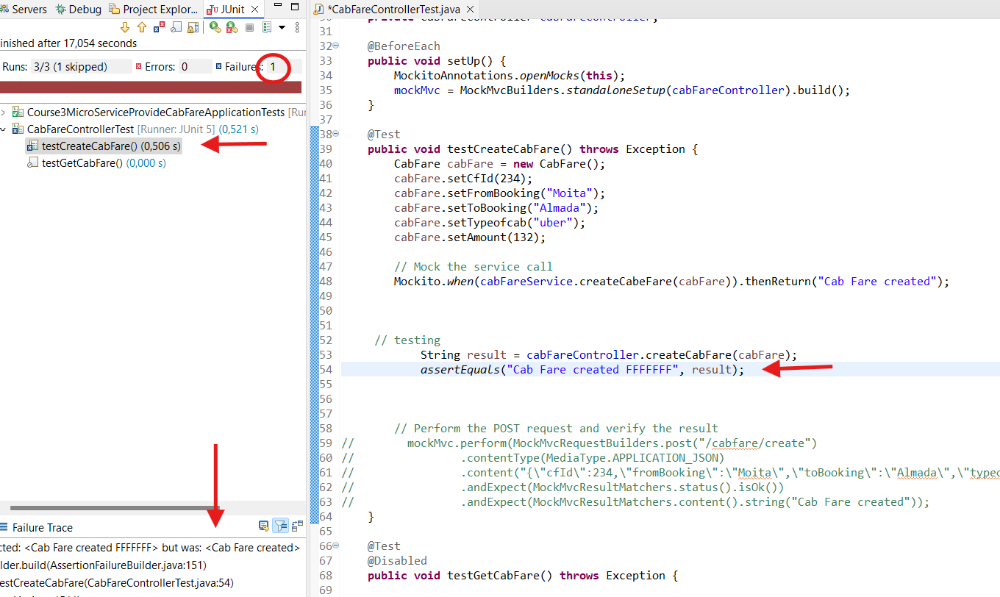 Servers Debug Project Explor... JUnit
inished after 17,054 seconds
Runs: 3/3 (1 skipped) Errors: 0 Failures: 1
Course3MicroServiceProvideCabFareApplicationTests [Run
CabFareControllerTest [Runner: JUnit 5] (0,521 s)
testCreateCabFare() (0,506 s)
testGetCabFare() (0,000 s)
Failure Trace
cted: <Cab Fare created FFFFFFF> but was: <Cab Fare created>
ilder.build(AssertionFailureBuilder.java:151)
estCreateCabFare(CabFareControllerTest.java:54)
*CabFareControllerTest.java
31
32 @BeforeEach
33 public void setUp() {
34 MockitoAnnotations.openMocks(this);
35 mockMvc = MockMvcBuilders.standaloneSetup(cabFareController).build();
36 }
37
38 @Test
39 public void testCreateCabFare() throws Exception {
40 CabFare cabFare = new CabFare();
41 cabFare.setCfId(234);
42 cabFare.setFromBooking("Moita");
43 cabFare.setToBooking("Almada");
44 cabFare.setTypeofcab("uber");
45 cabFare.setAmount(132);
46
47 // Mock the service call
48 Mockito.when(cabFareService.createCabeFare(cabFare)).thenReturn("Cab Fare created");
49
50
51
52 // testing
53 String result = cabFareController.createCabFare(cabFare);
54 assertEquals("Cab Fare created FFFFFFF", result);
55
56
57
58 // Perform the POST request and verify the result
59 // mockMvc.perform(MockMvcRequestBuilders.post("/cabfare/create")
60 // .contentType(MediaType.APPLICATION_JSON)
61 // .content("{\"cfId\":234,\"fromBooking\":\"Moita\",\"toBooking\":\"Almada\",\"typeo
62 // .andExpect(MockMvcResultMatchers.status().isOk())
63 // .andExpect(MockMvcResultMatchers.content().string("Cab Fare created"));
64 }
65
66 @Test
67 @Disabled
68 public void testGetCabFare() throws Exception {
69